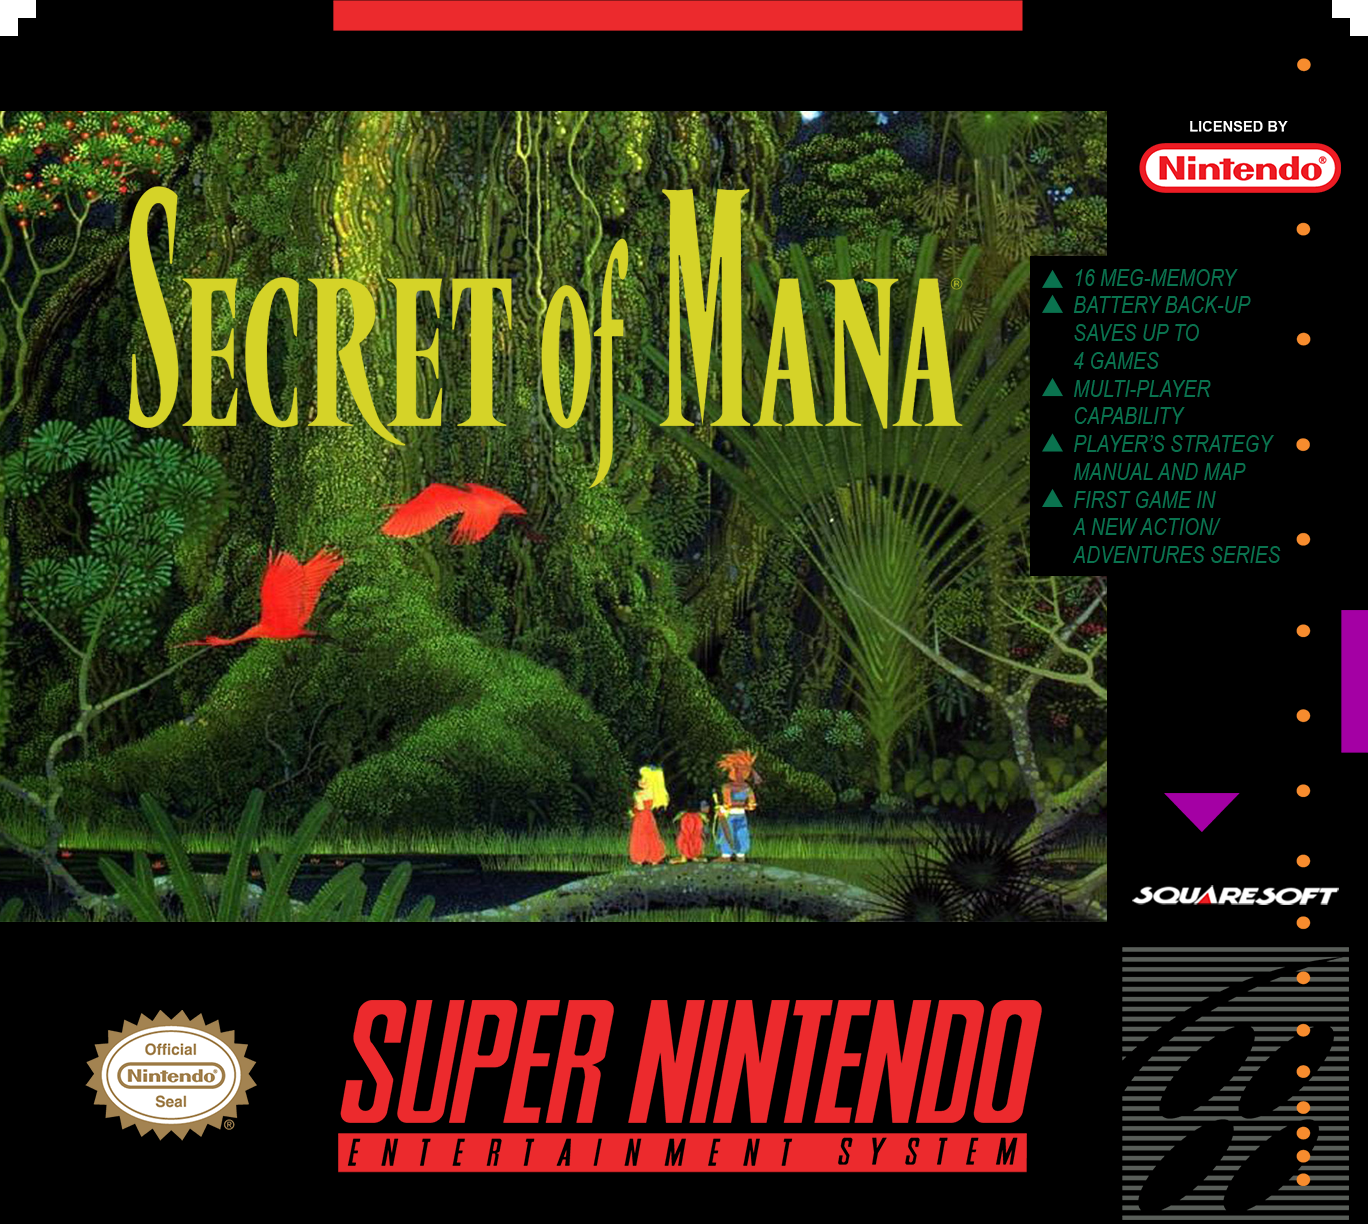 LICENSED BY
Nintendo®
SECRET of MANA®
16 MEG-MEMORY
BATTERY BACK-UP
SAVES UP TO
4 GAMES
MULTI-PLAYER
CAPABILITY
PLAYER'S STRATEGY
MANUAL AND MAP
FIRST GAME IN
A NEW ACTION/
ADVENTURES SERIES
SQUARESOFT
Official
Nintendo®
Seal
®
SUPER NINTENDO
ENTERTAINMENT SYSTEM